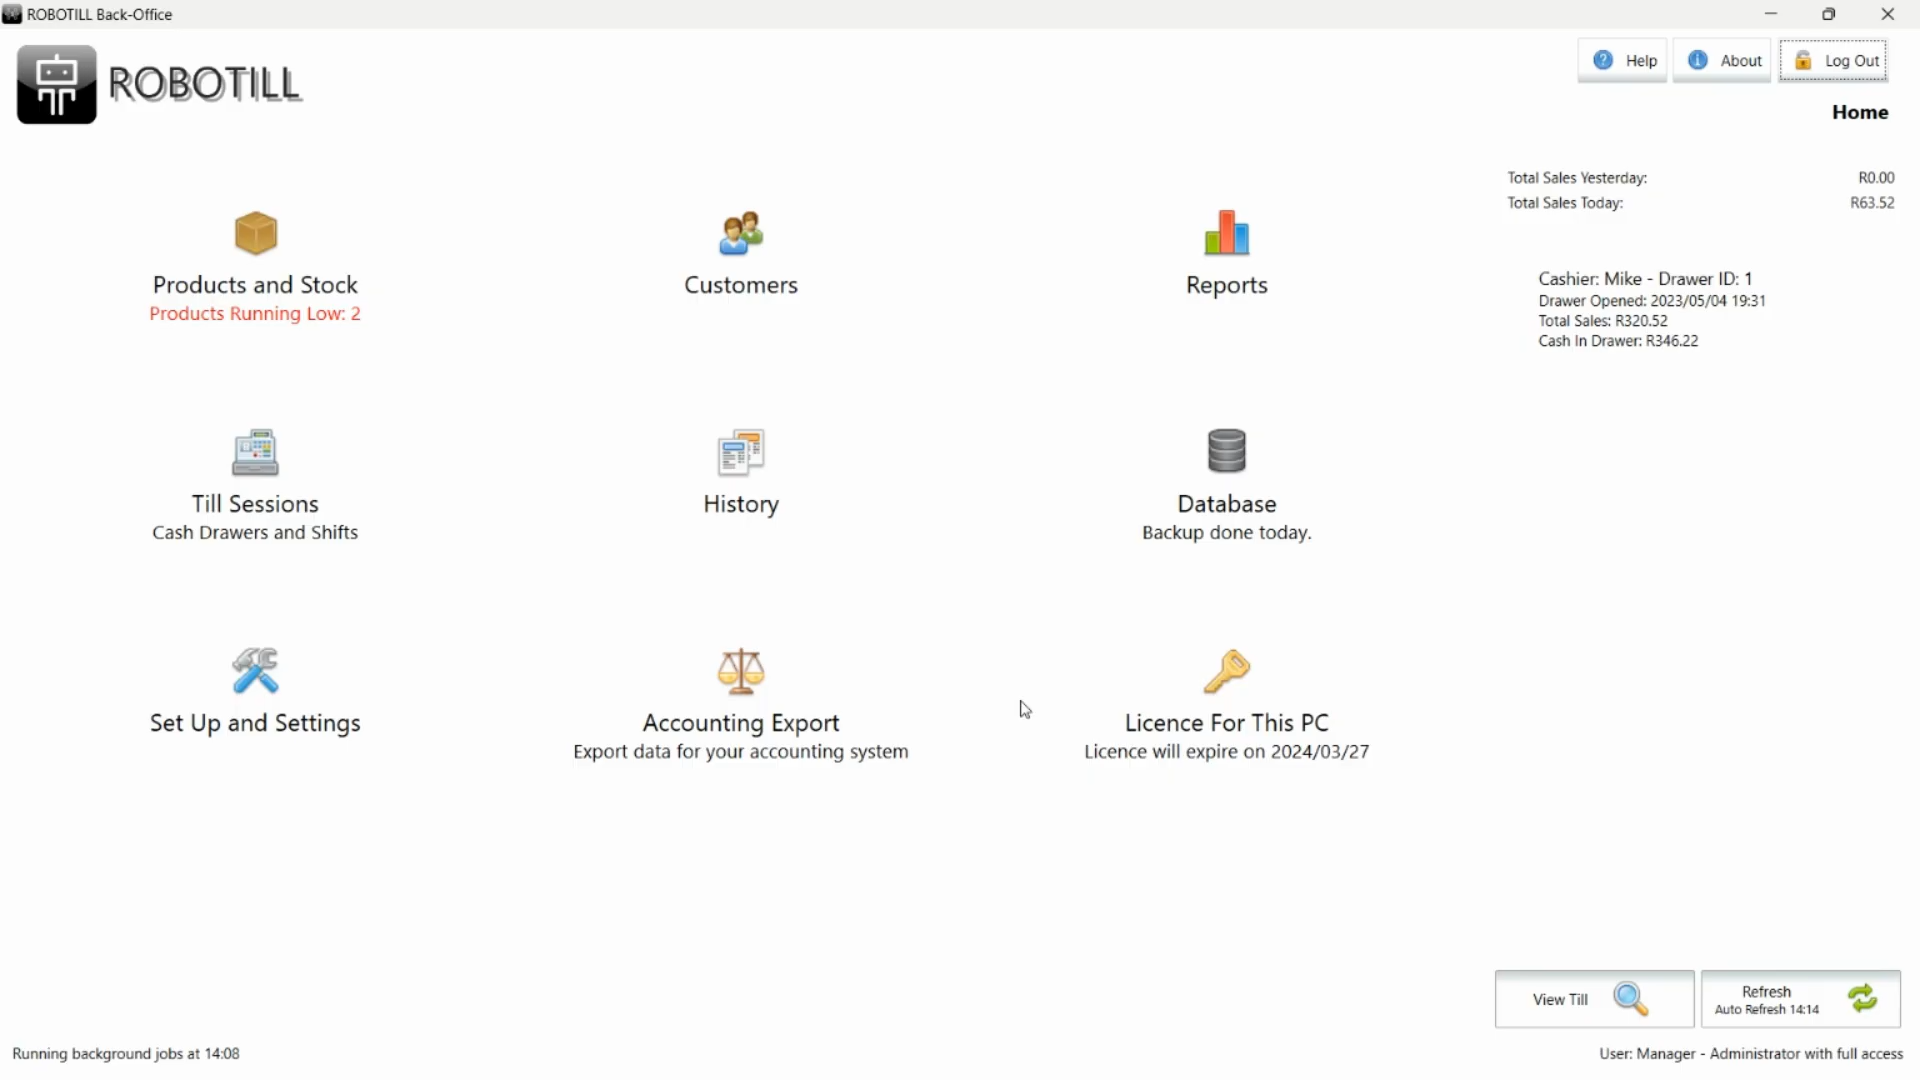 ROBOTILL Back-Office
ROBOTILL
Help
About
Log Out
Home
Total Sales Yesterday: R0.00
Total Sales Today: R63.52
Products and Stock
Products Running Low: 2
Customers
Reports
Cashier: Mike - Drawer ID: 1
Drawer Opened: 2023/05/04 19:31
Total Sales: R320.52
Cash In Drawer: R346.22
Till Sessions
Cash Drawers and Shifts
History
Database
Backup done today.
Set Up and Settings
Accounting Export
Export data for your accounting system
Licence For This PC
Licence will expire on 2024/03/27
View Till
Refresh
Auto Refresh 14:14
Running background jobs at 14:08
User: Manager - Administrator with full access